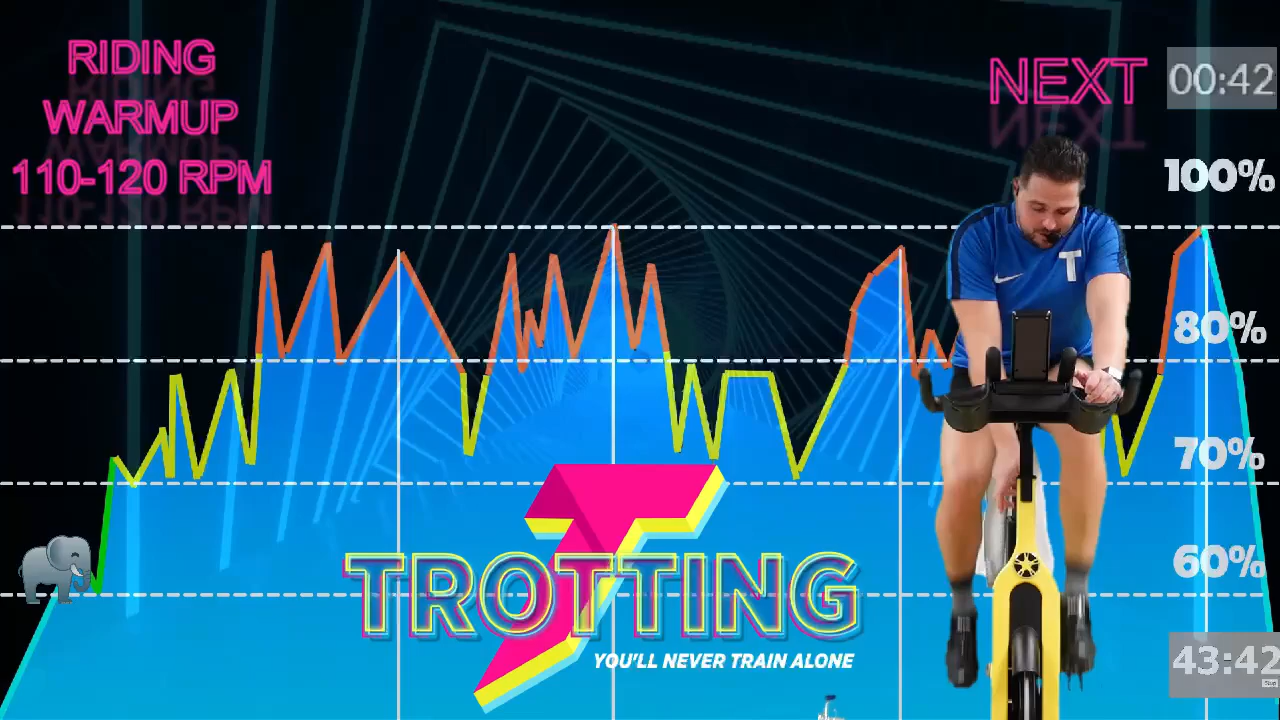 RIDING
WARMUP
110-120 RPM
NEXT
00:42
100%
80%
70%
60%
T
TROTTING
YOU'LL NEVER TRAIN ALONE
43:42